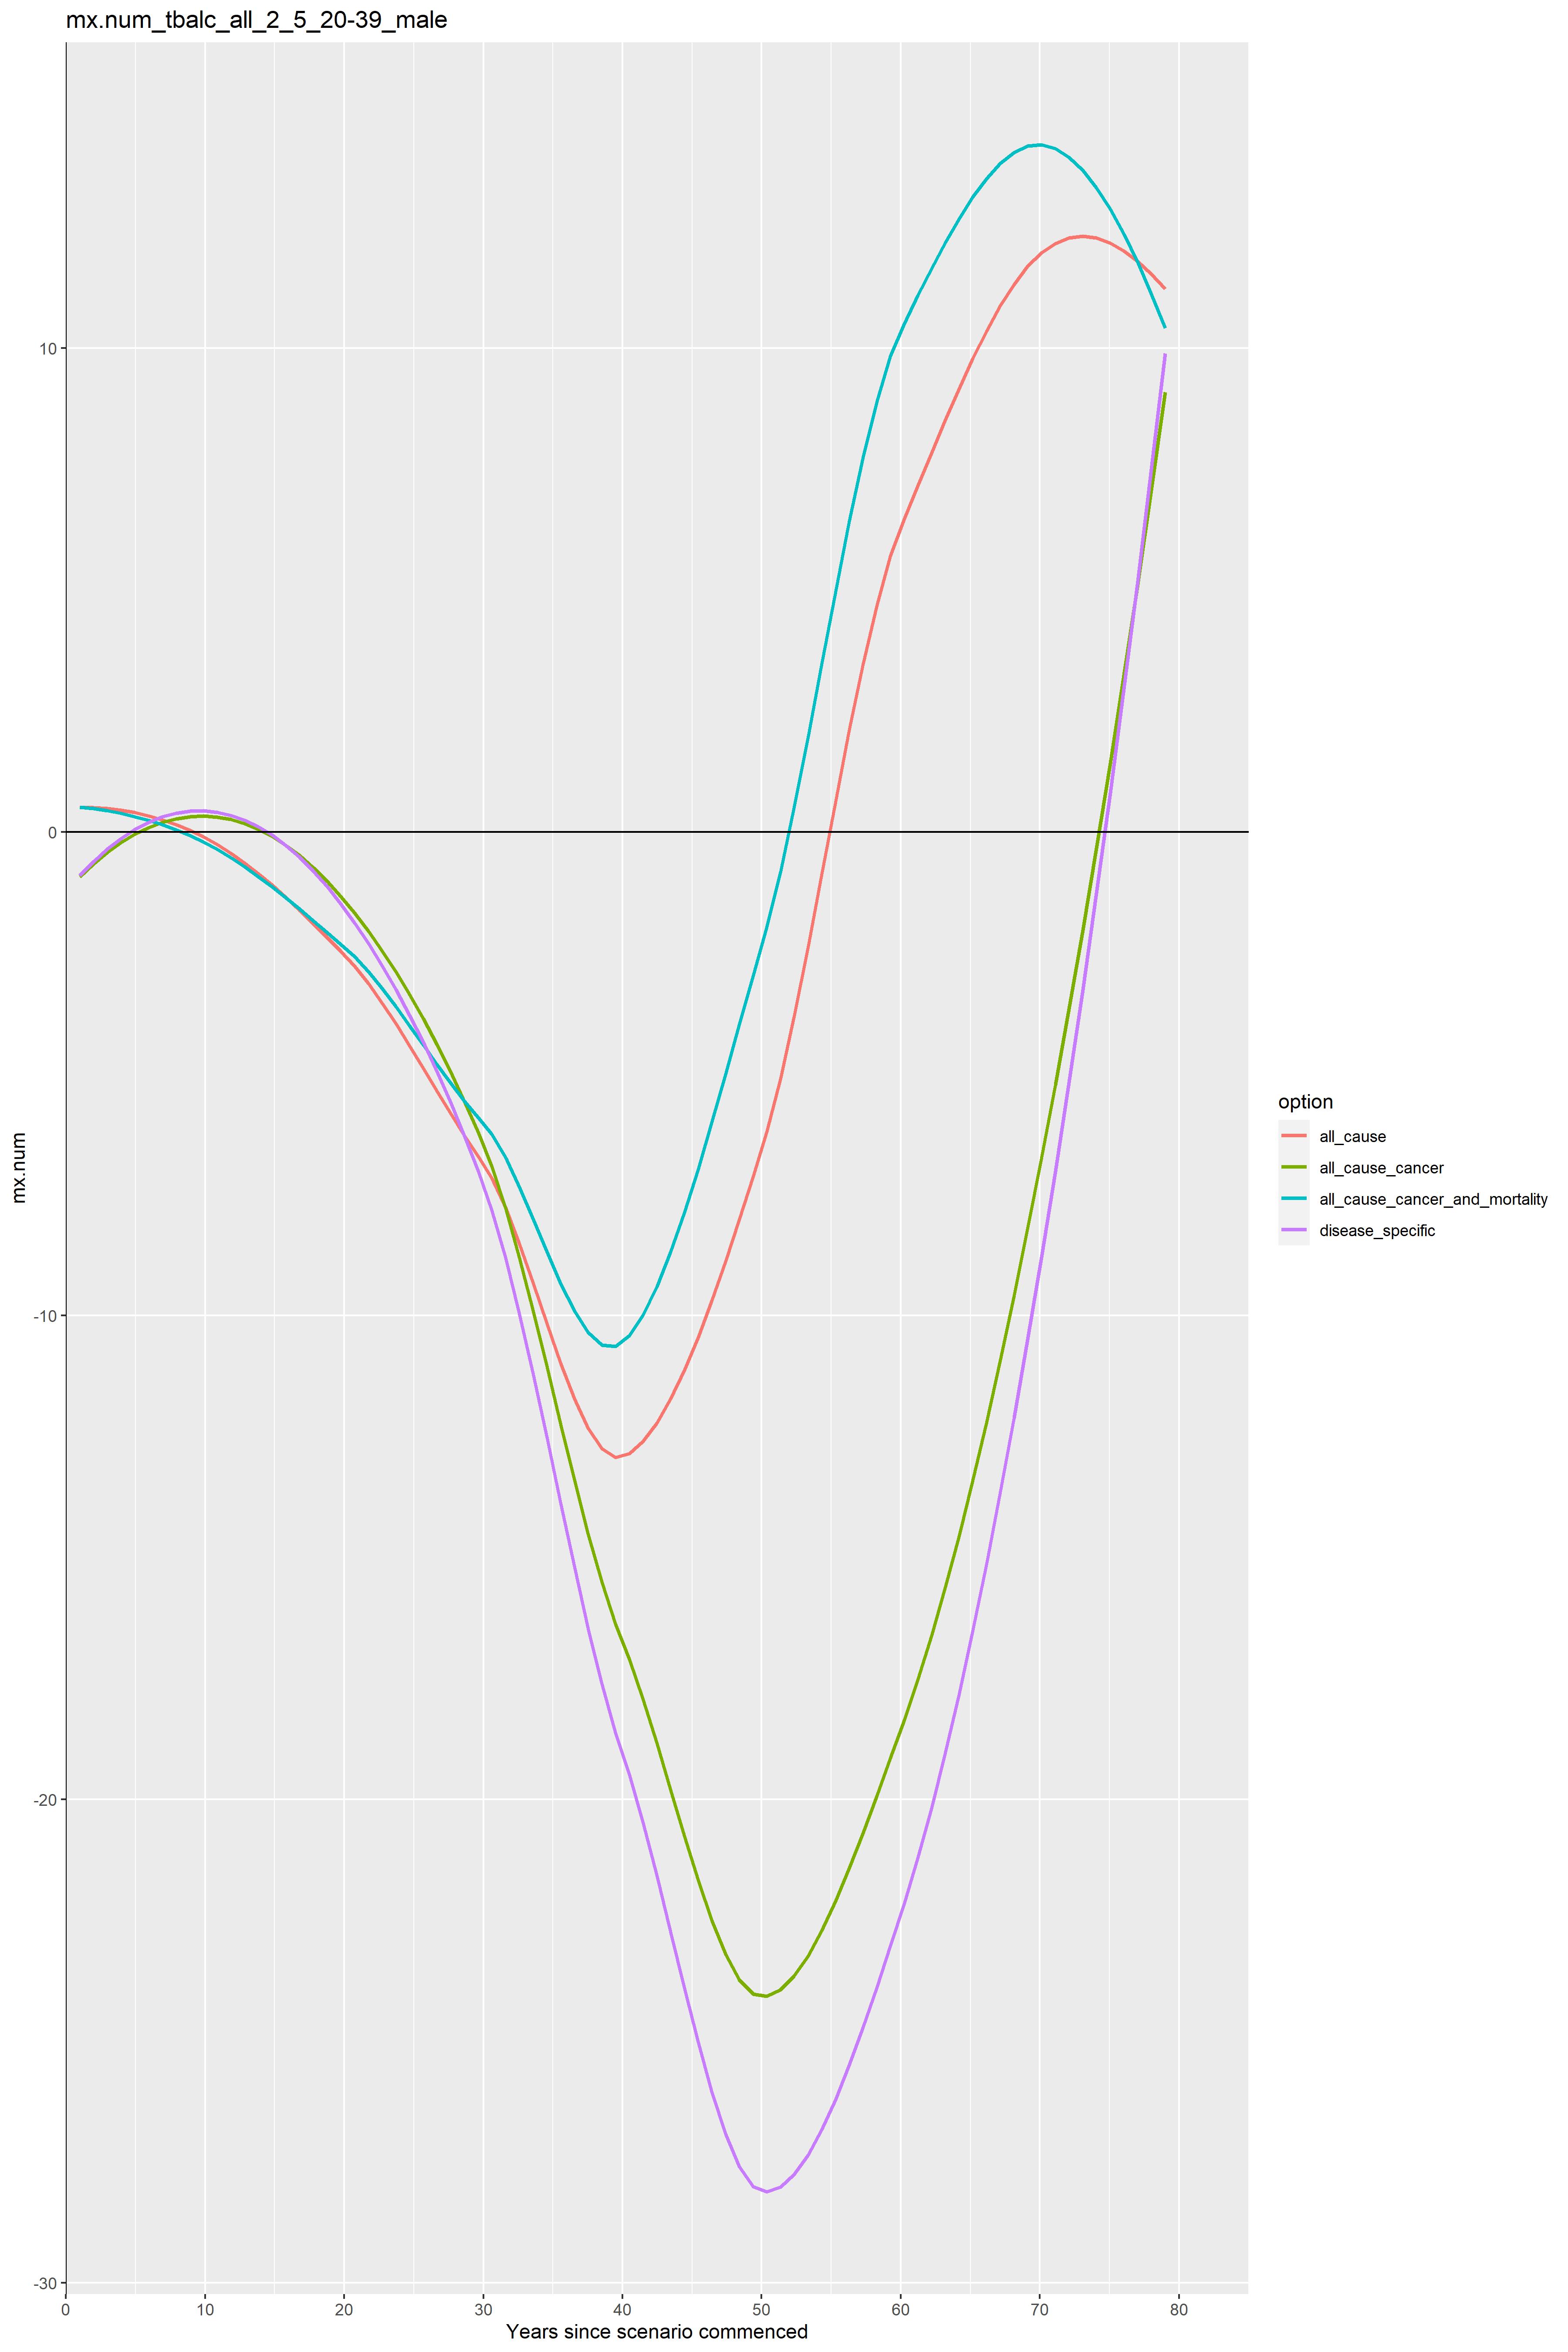 mx.num_tbalc_all_2_5_20-39_male
mx.num
10
0
-10
-20
-30
0 10 20 30 40 50 60 70 80
Years since scenario commenced
option
all_cause
all_cause_cancer
all_cause_cancer_and_mortality
disease_specific